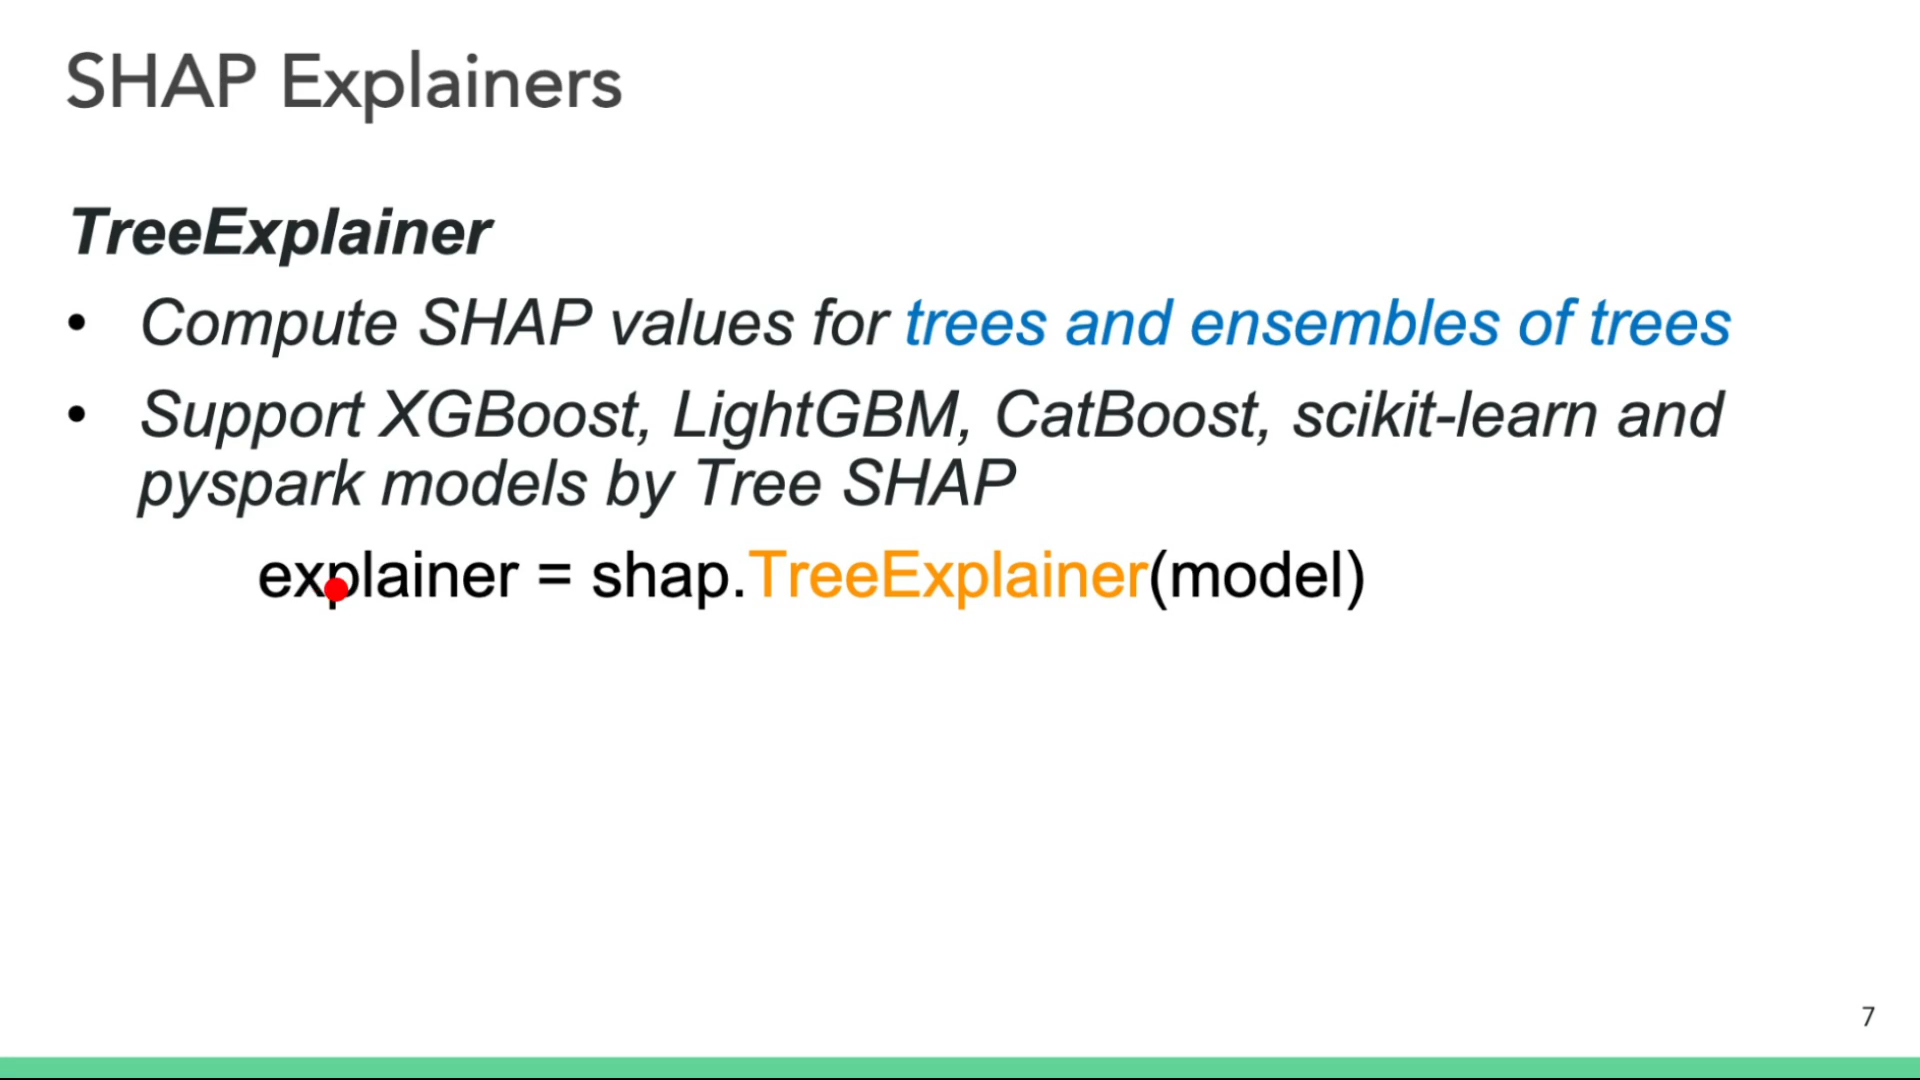 SHAP Explainers
TreeExplainer
• Compute SHAP values for trees and ensembles of trees
• Support XGBoost, LightGBM, CatBoost, scikit-learn and
pyspark models by Tree SHAP
explainer = shap.TreeExplainer(model)
7